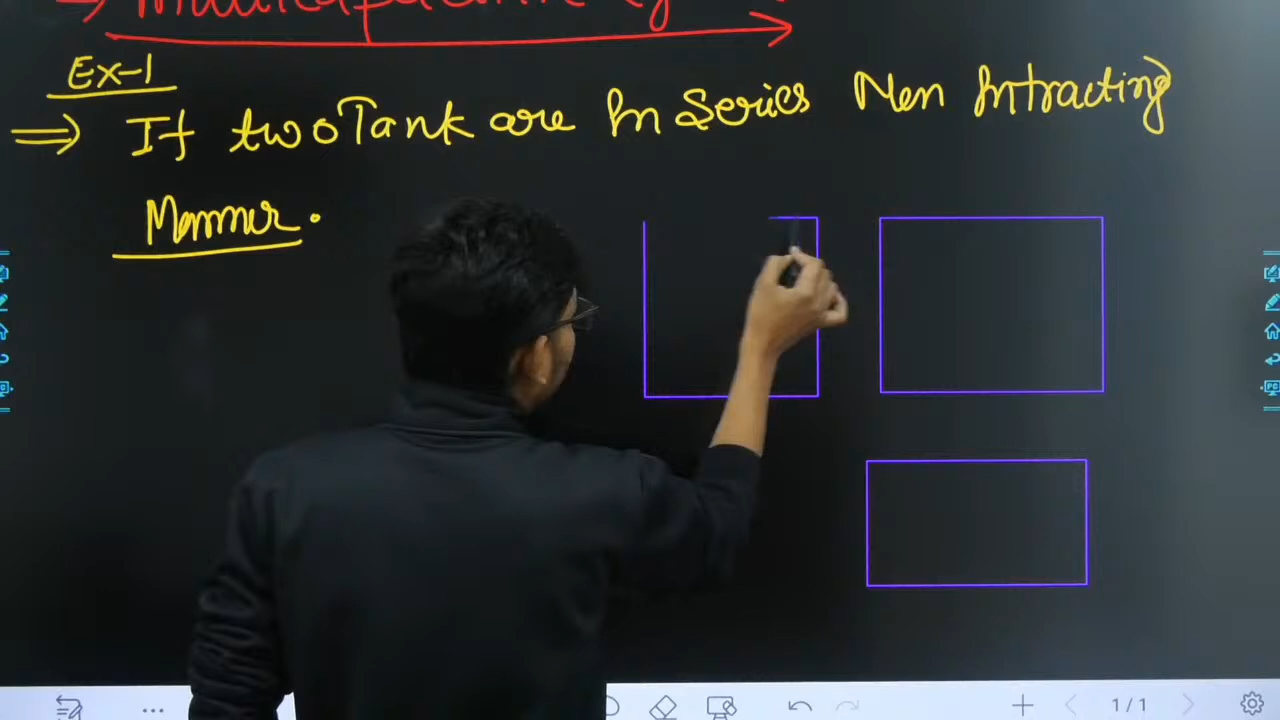 Ex-1
⇒ If two Tank are In Series Non Intracting
Manner.
1/1